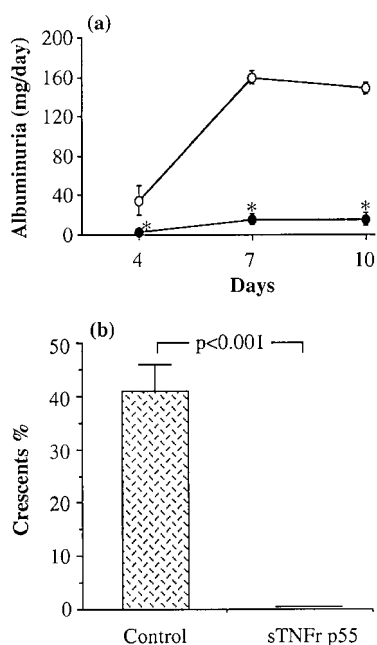 (a)
Albuminuria (mg/day)
200
160
120
80
40
0
*
*
*
4
7
10
Days
(b)
p<0.001
Crescents %
50
40
30
20
10
0
Control
sTNFr p55